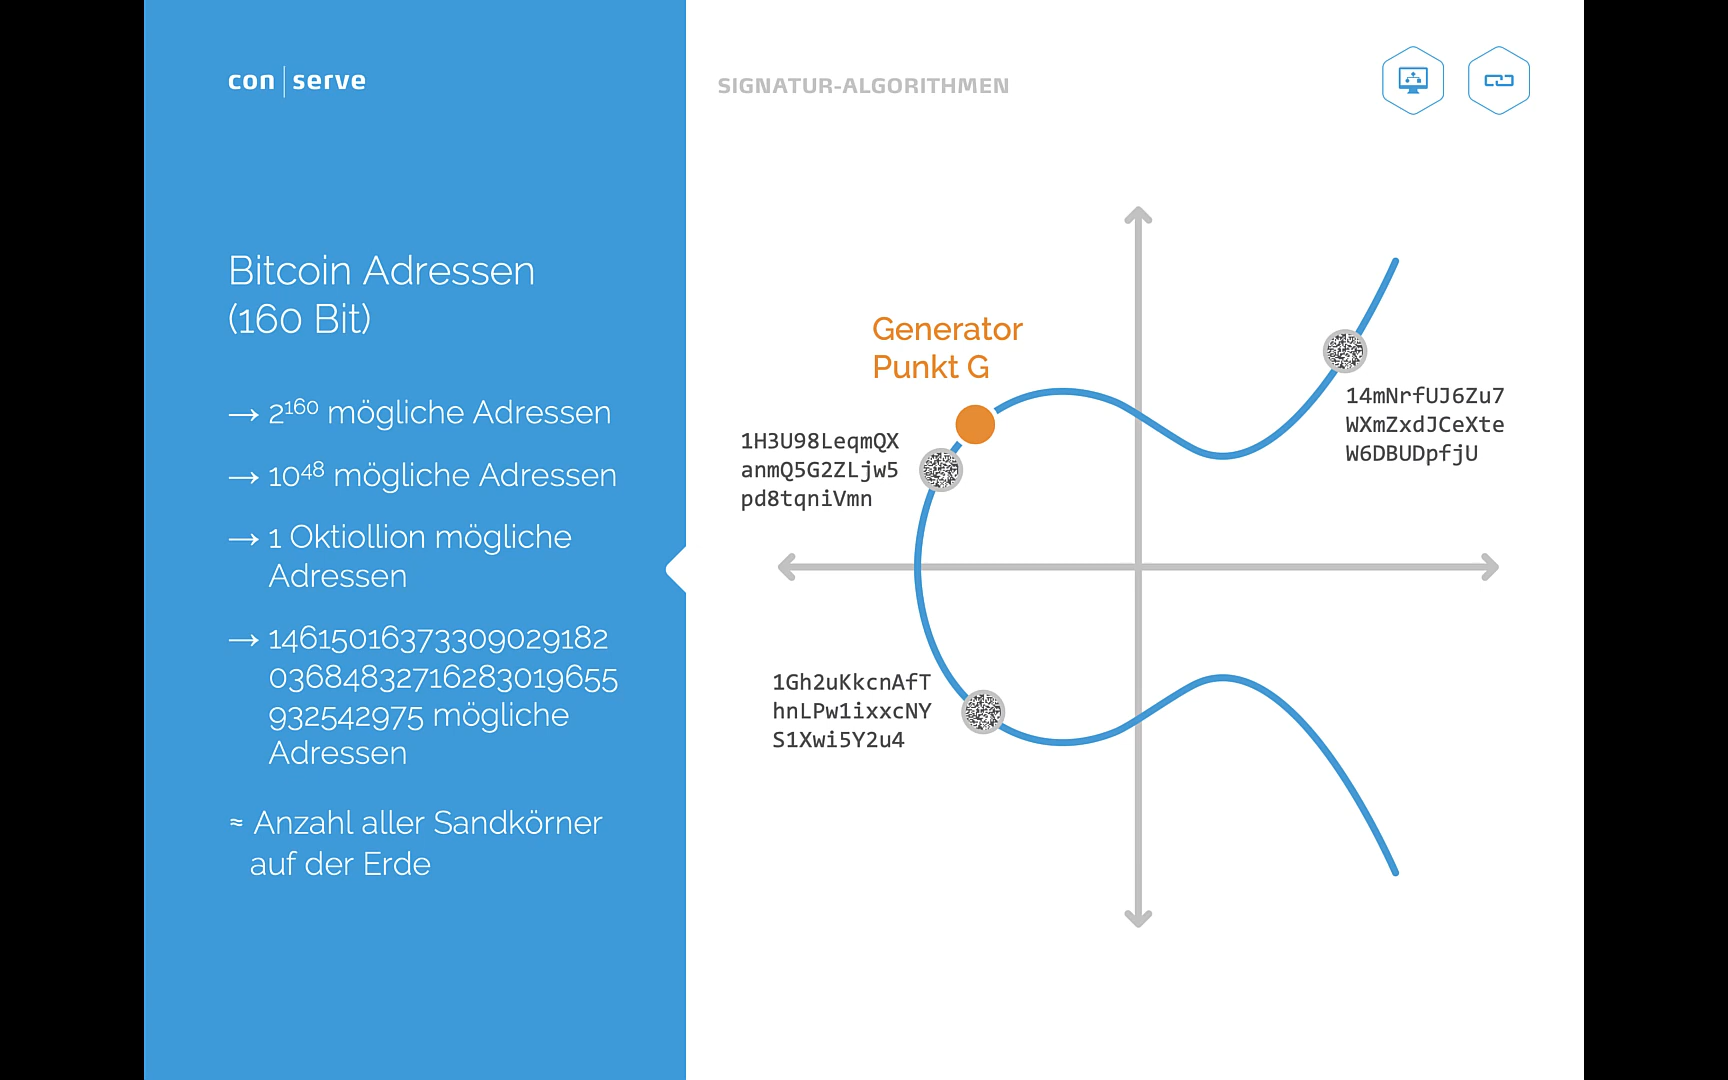 con|serve
SIGNATUR-ALGORITHMEN
Bitcoin Adressen
(160 Bit)
→ 2¹⁶⁰ mögliche Adressen
→ 10⁴⁸ mögliche Adressen
→ 1 Oktiollion mögliche
Adressen
→ 14615016373309029182
03684832716283019655
932542975 mögliche
Adressen
≈ Anzahl aller Sandkörner
auf der Erde
Generator
Punkt G
1H3U98LeqmQX
anmQ5G2ZLjw5
pd8tqniVmn
14mNrfUJ6Zu7
WXmZxdJCeXte
W6DBUDpfjU
1Gh2uKkcnAfT
hnLPw1ixxcNY
S1Xwi5Y2u4